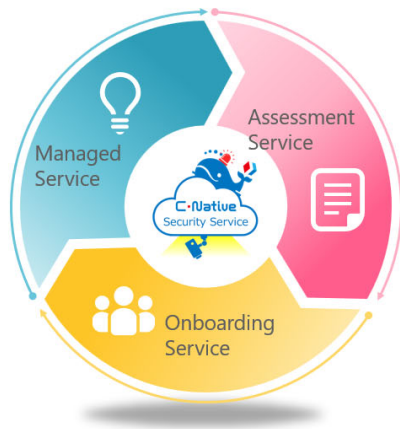 Assessment
Service
Managed
Service
C·Native
Security Service
Onboarding
Service